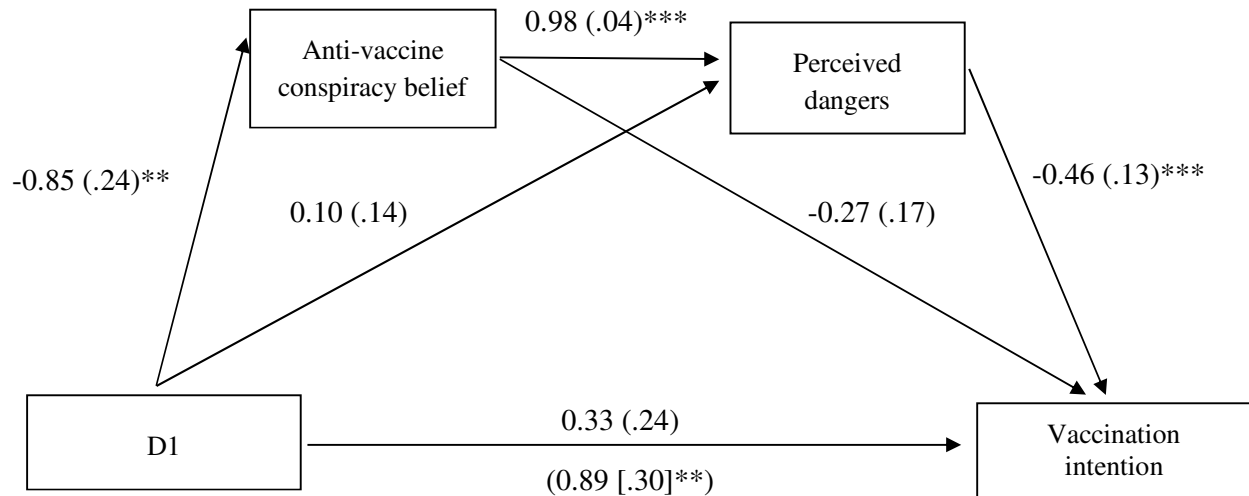 0.98 (.04)***
Anti-vaccine
conspiracy belief
Perceived
dangers
-0.85 (.24)**
0.10 (.14)
-0.27 (.17)
-0.46 (.13)***
D1
0.33 (.24)
(0.89 [.30]**)
Vaccination
intention